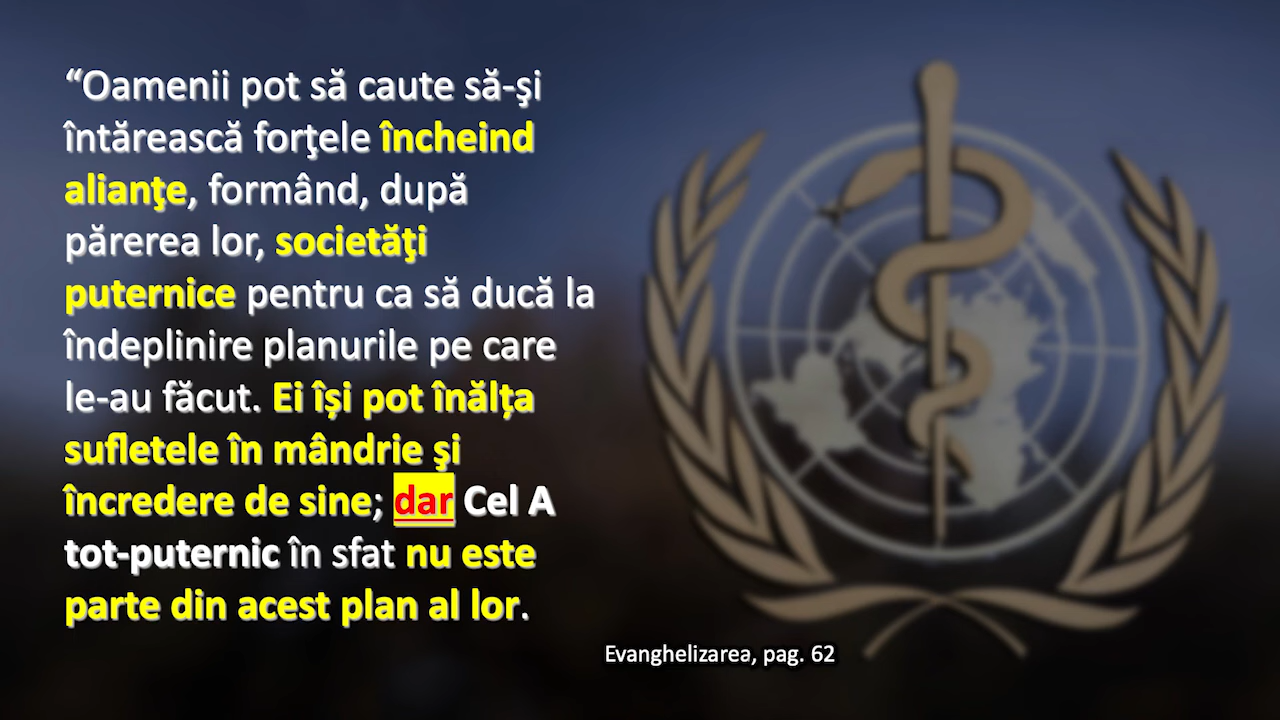 “Oamenii pot să caute să-şi
întărească forţele încheind
alianţe, formând, după
părerea lor, societăţi
puternice pentru ca să ducă la
îndeplinire planurile pe care
le-au făcut. Ei își pot înălța
sufletele în mândrie şi
încredere de sine; dar Cel A
tot-puternic în sfat nu este
parte din acest plan al lor.
Evanghelizarea, pag. 62